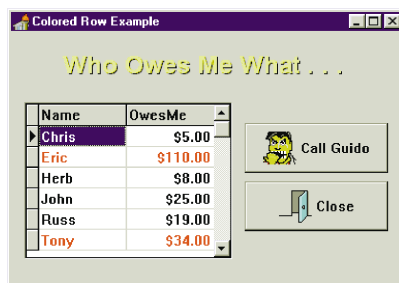 Colored Row Example
Who Owes Me What . . .
Name OwesMe
Chris $5.00
Eric $110.00
Herb $8.00
John $25.00
Russ $19.00
Tony $34.00
Call Guido
Close